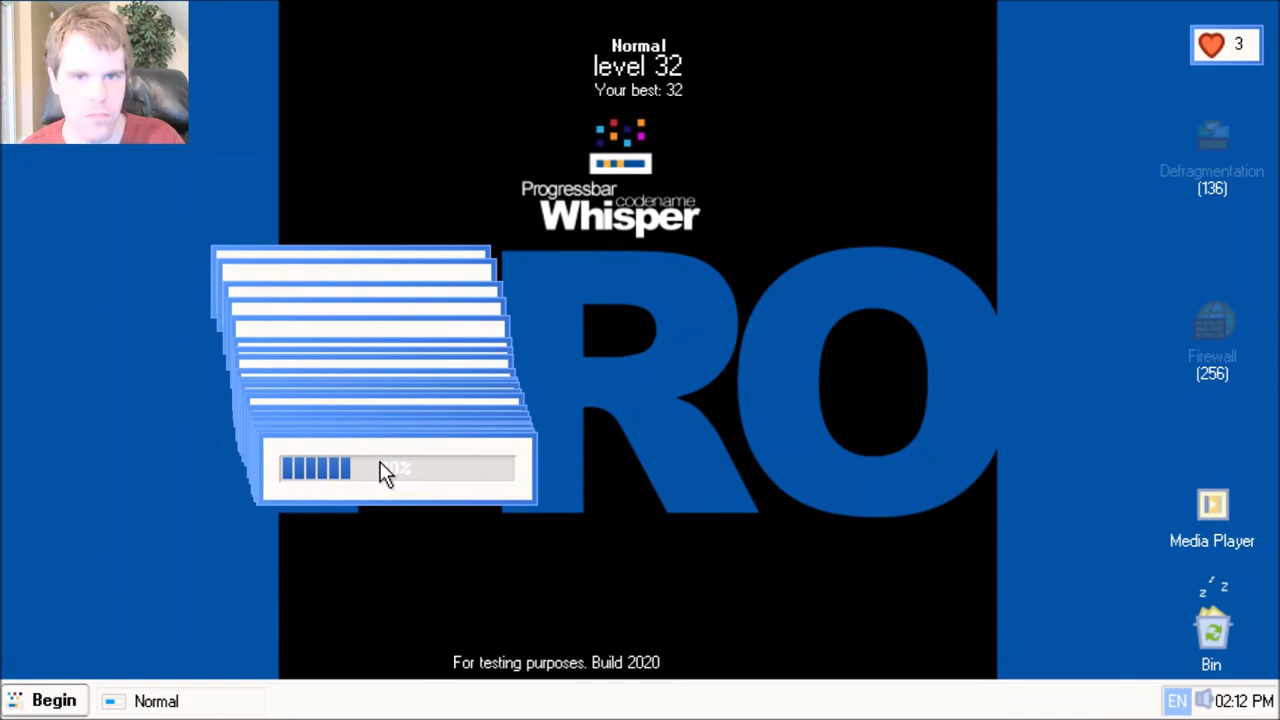 Normal
level 32
Your best: 32
3
Progressbar
codename
Whisper
Defragmentation
(136)
RO
Firewall
(256)
Media Player
z z
Bin
For testing purposes. Build 2020
Begin
Normal
EN
02:12 PM